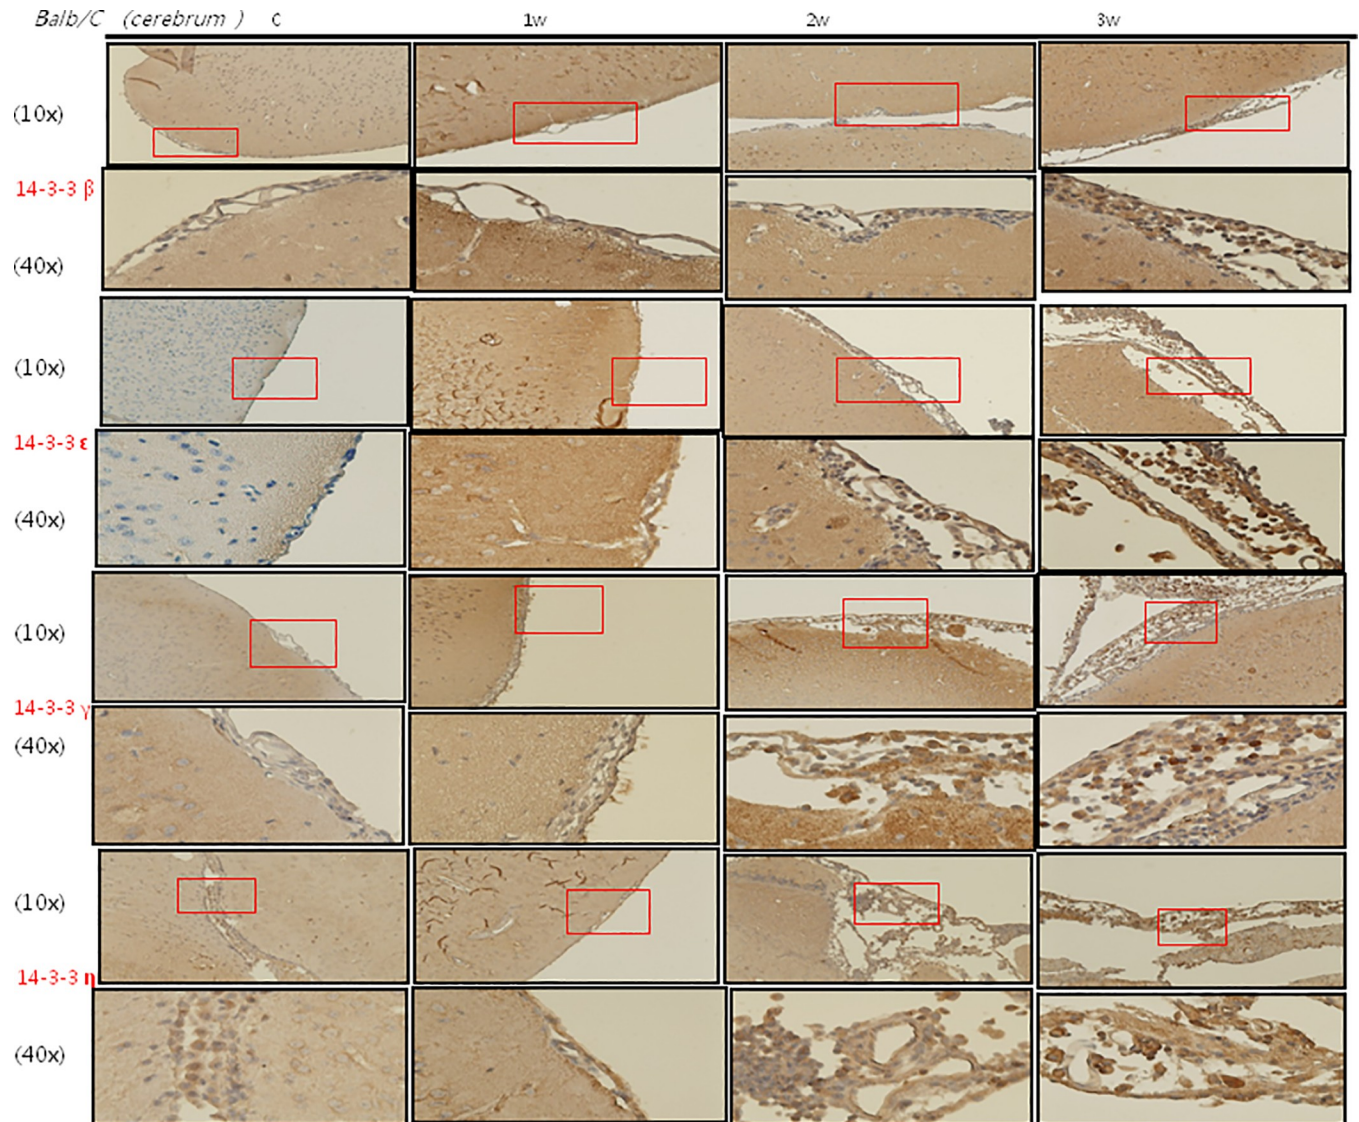 Balb/C (cerebrum ) C 1w 2w 3w
(10x)
14-3-3 β
(40x)
(10x)
14-3-3 ε
(40x)
(10x)
14-3-3 γ
(40x)
(10x)
14-3-3 η
(40x)